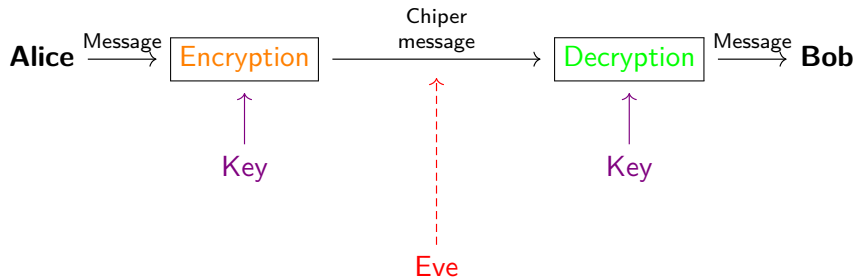 Alice
Message
Encryption
Chiper
message
Decryption
Message
Bob
Key
Key
Eve